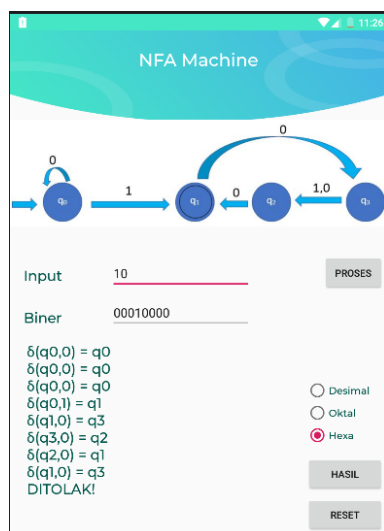 11:26
NFA Machine
0
0
1
0
1,0
q0
q1
q2
q3
Input
10
PROSES
Biner
00010000
δ(q0,0) = q0
δ(q0,0) = q0
δ(q0,0) = q0
δ(q0,1) = q1
δ(q1,0) = q3
δ(q3,0) = q2
δ(q2,0) = q1
δ(q1,0) = q3
DITOLAK!
Desimal
Oktal
Hexa
HASIL
RESET